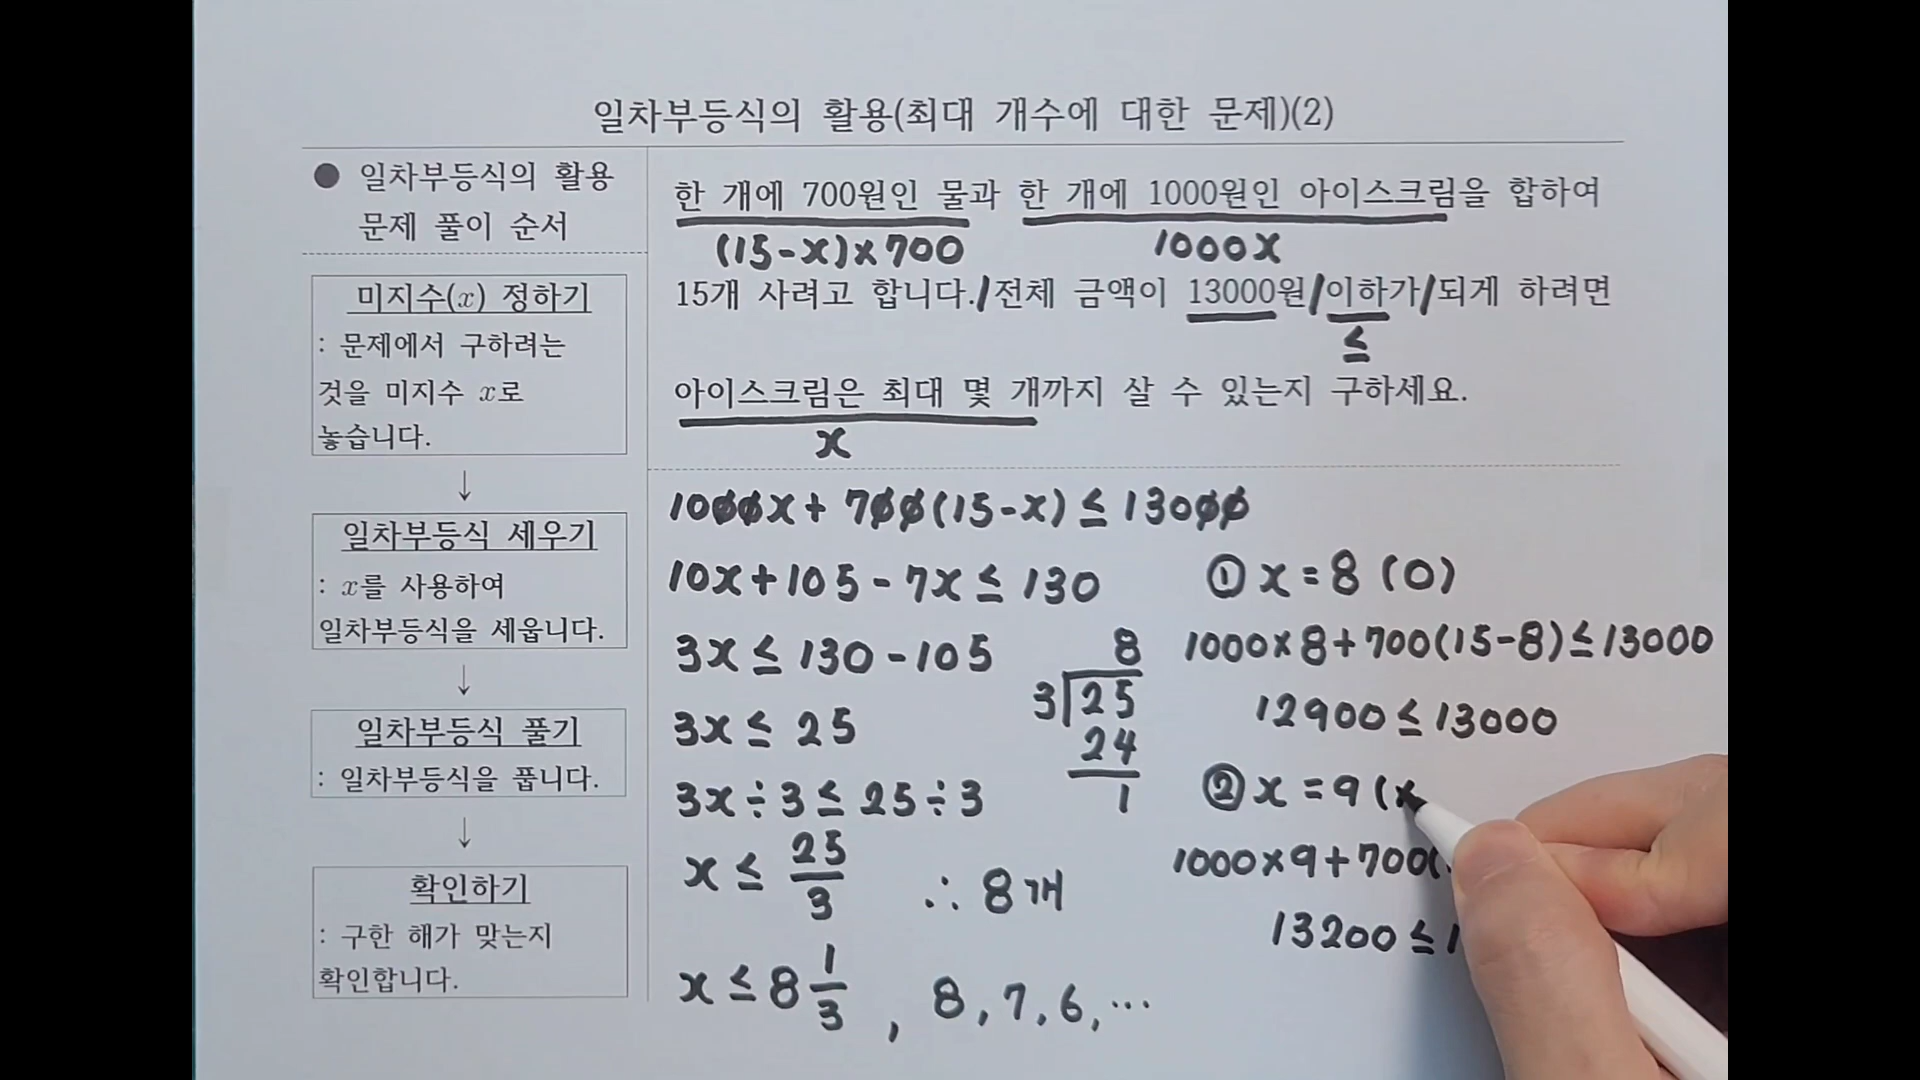 일차부등식의 활용(최대 개수에 대한 문제)(2)
● 일차부등식의 활용
문제 풀이 순서
미지수(x) 정하기
: 문제에서 구하려는
것을 미지수 x로
놓습니다.
↓
일차부등식 세우기
: x를 사용하여
일차부등식을 세웁니다.
↓
일차부등식 풀기
: 일차부등식을 풉니다.
↓
확인하기
: 구한 해가 맞는지
확인합니다.
한 개에 700원인 물과 한 개에 1000원인 아이스크림을 합하여
(15-x)×700 1000x
15개 사려고 합니다./전체 금액이 13000원/이하가/되게 하려면
≤
아이스크림은 최대 몇 개까지 살 수 있는지 구하세요.
x
1000x + 700(15-x) ≤ 13000
10x + 105 - 7x ≤ 130
3x ≤ 130 - 105
3x ≤ 25
3x ÷ 3 ≤ 25 ÷ 3
x ≤ 25/3 ∴ 8개
x ≤ 8 1/3 , 8, 7, 6, ⋯
8
3 25
24
1
① x = 8 (O)
1000×8 + 700(15-8) ≤ 13000
12900 ≤ 13000
② x = 9 (×
1000×9 + 700(
13200 ≤ 1